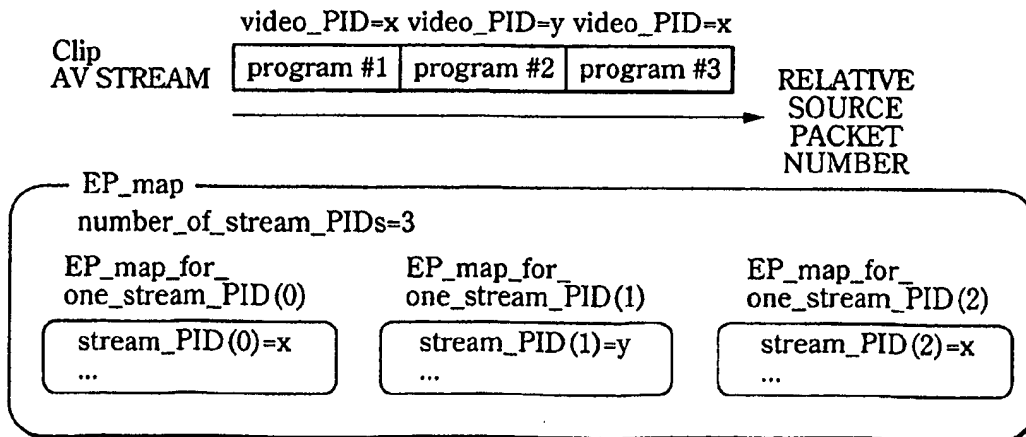 video_PID=x video_PID=y video_PID=x
Clip
AV STREAM
program #1 program #2 program #3
RELATIVE
SOURCE
PACKET
NUMBER
EP_map
number_of_stream_PIDs=3
EP_map_for_
one_stream_PID(0)
stream_PID(0)=x
...
EP_map_for_
one_stream_PID(1)
stream_PID(1)=y
...
EP_map_for_
one_stream_PID(2)
stream_PID(2)=x
...